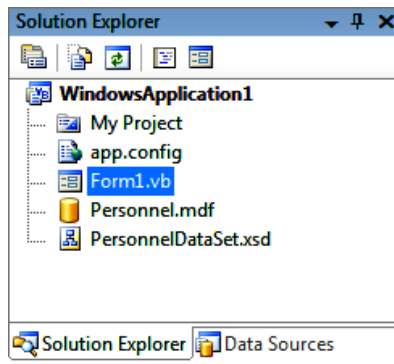 Solution Explorer
WindowsApplication1
My Project
app.config
Form1.vb
Personnel.mdf
PersonnelDataSet.xsd
Solution Explorer Data Sources